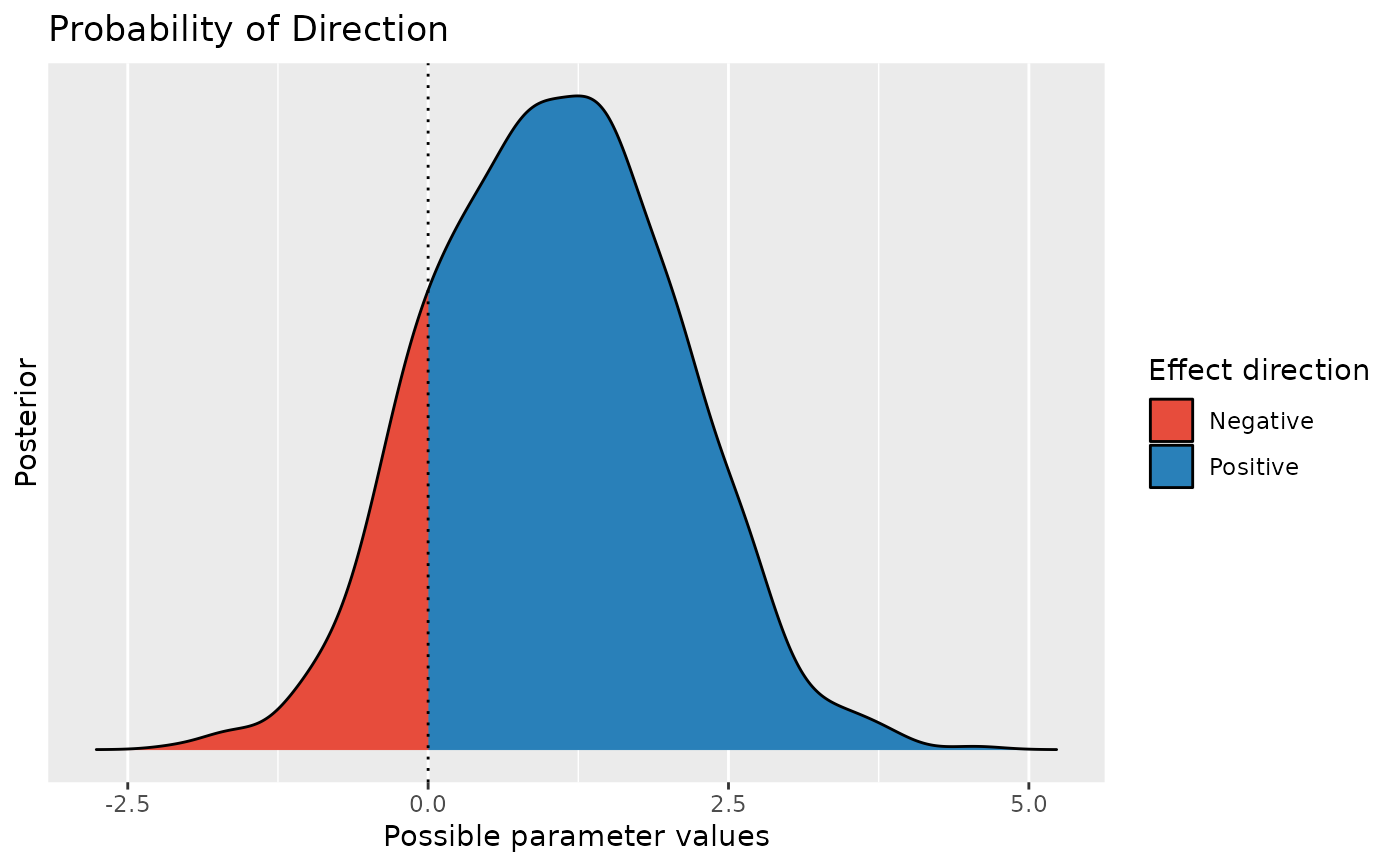 Probability of Direction
Posterior
-2.5
0.0
2.5
5.0
Possible parameter values
Effect direction
Negative
Positive